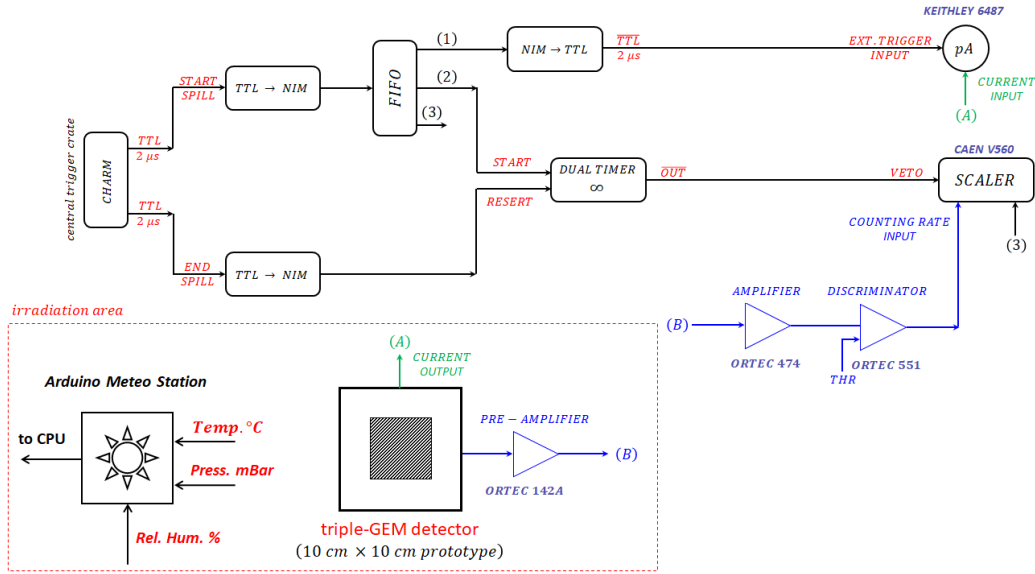 KEITHLEY 6487
(1)
NIM → TTL
T̅T̅L̅
2 μs
EXT.TRIGGER
INPUT
pA
CURRENT
INPUT
(A)
START
SPILL
TTL → NIM
FIFO
(2)
(3)
central trigger crate
CHARM
TTL
2 μs
TTL
2 μs
START
RESERT
DUAL TIMER
∞
O̅U̅T̅
VETO
CAEN V560
SCALER
(3)
COUNTING RATE
INPUT
END
SPILL
TTL → NIM
AMPLIFIER
DISCRIMINATOR
(B)
ORTEC 474
ORTEC 551
THR
irradiation area
(A)
CURRENT
OUTPUT
Arduino Meteo Station
to CPU
Temp.°C
Press. mBar
Rel. Hum. %
PRE − AMPLIFIER
(B)
ORTEC 142A
triple-GEM detector
(10 cm × 10 cm prototype)